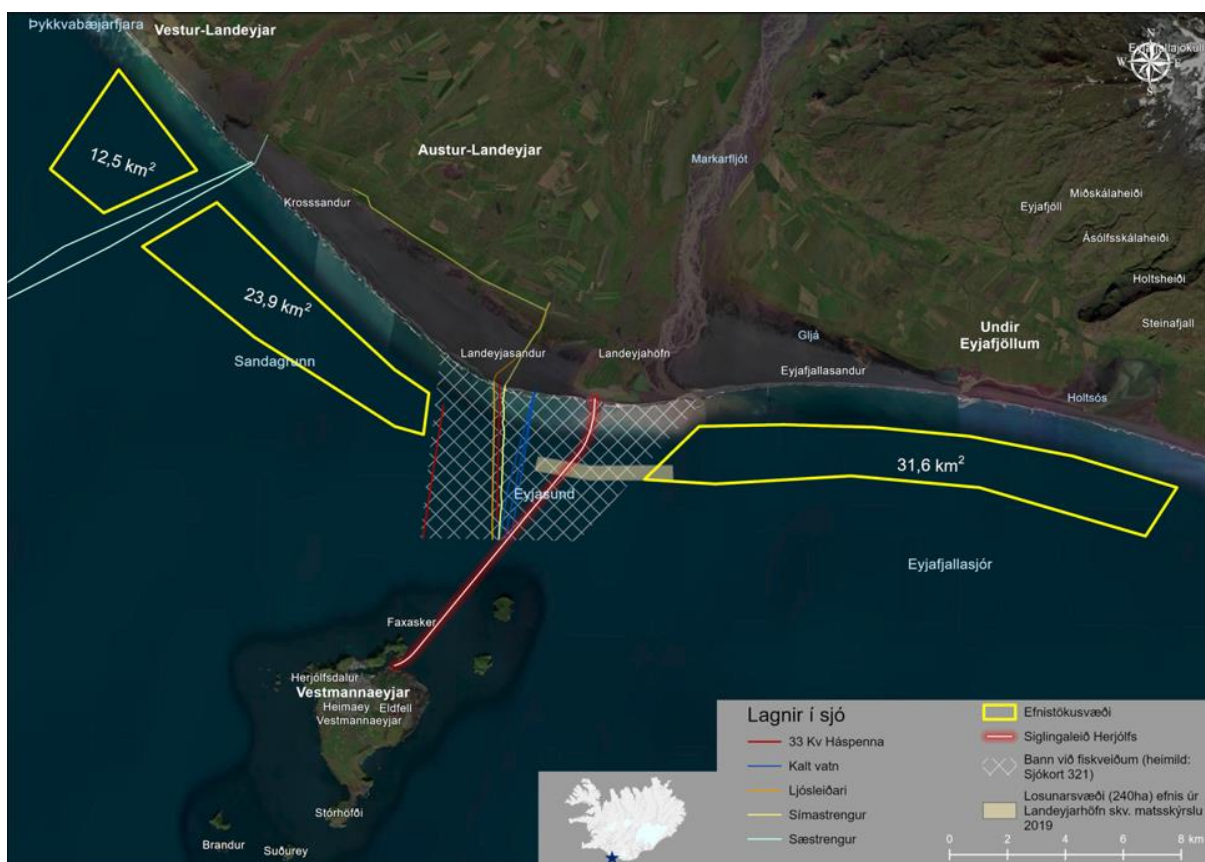 Þykkvabæjarfjara
Vestur-Landeyjar
N
W
E
S
Eyjafjallajökull
12,5 km²
Austur-Landeyjar
Markarfljót
Krosssandur
Miðskálaheiði
Eyjafjöll
Ásólfsskálaheiði
Holtsheiði
23,9 km²
Steinafjall
Sandagrunn
Landeyjasandur
Landeyjahöfn
Gljá
Undir
Eyjafjöllum
Eyjafjallasandur
Holtsós
31,6 km²
Eyjasund
Eyjafjallasjór
Faxasker
Herjólfsdalur
Vestmannaeyjar
Heimaey
Eldfell
Vestmannaeyjar
Stórhöfði
Brandur
Suðurey
Lagnir í sjó
33 Kv Háspenna
Kalt vatn
Ljósleiðari
Símastrengur
Sæstrengur
Efnistökusvæði
Siglingaleið Herjólfs
Bann við fiskveiðum (heimild:
Sjókort 321)
Losunarsvæði (240ha) efnis úr
Landeyjarhöfn skv. matsskýrslu
2019
0 2 4 6 8 km